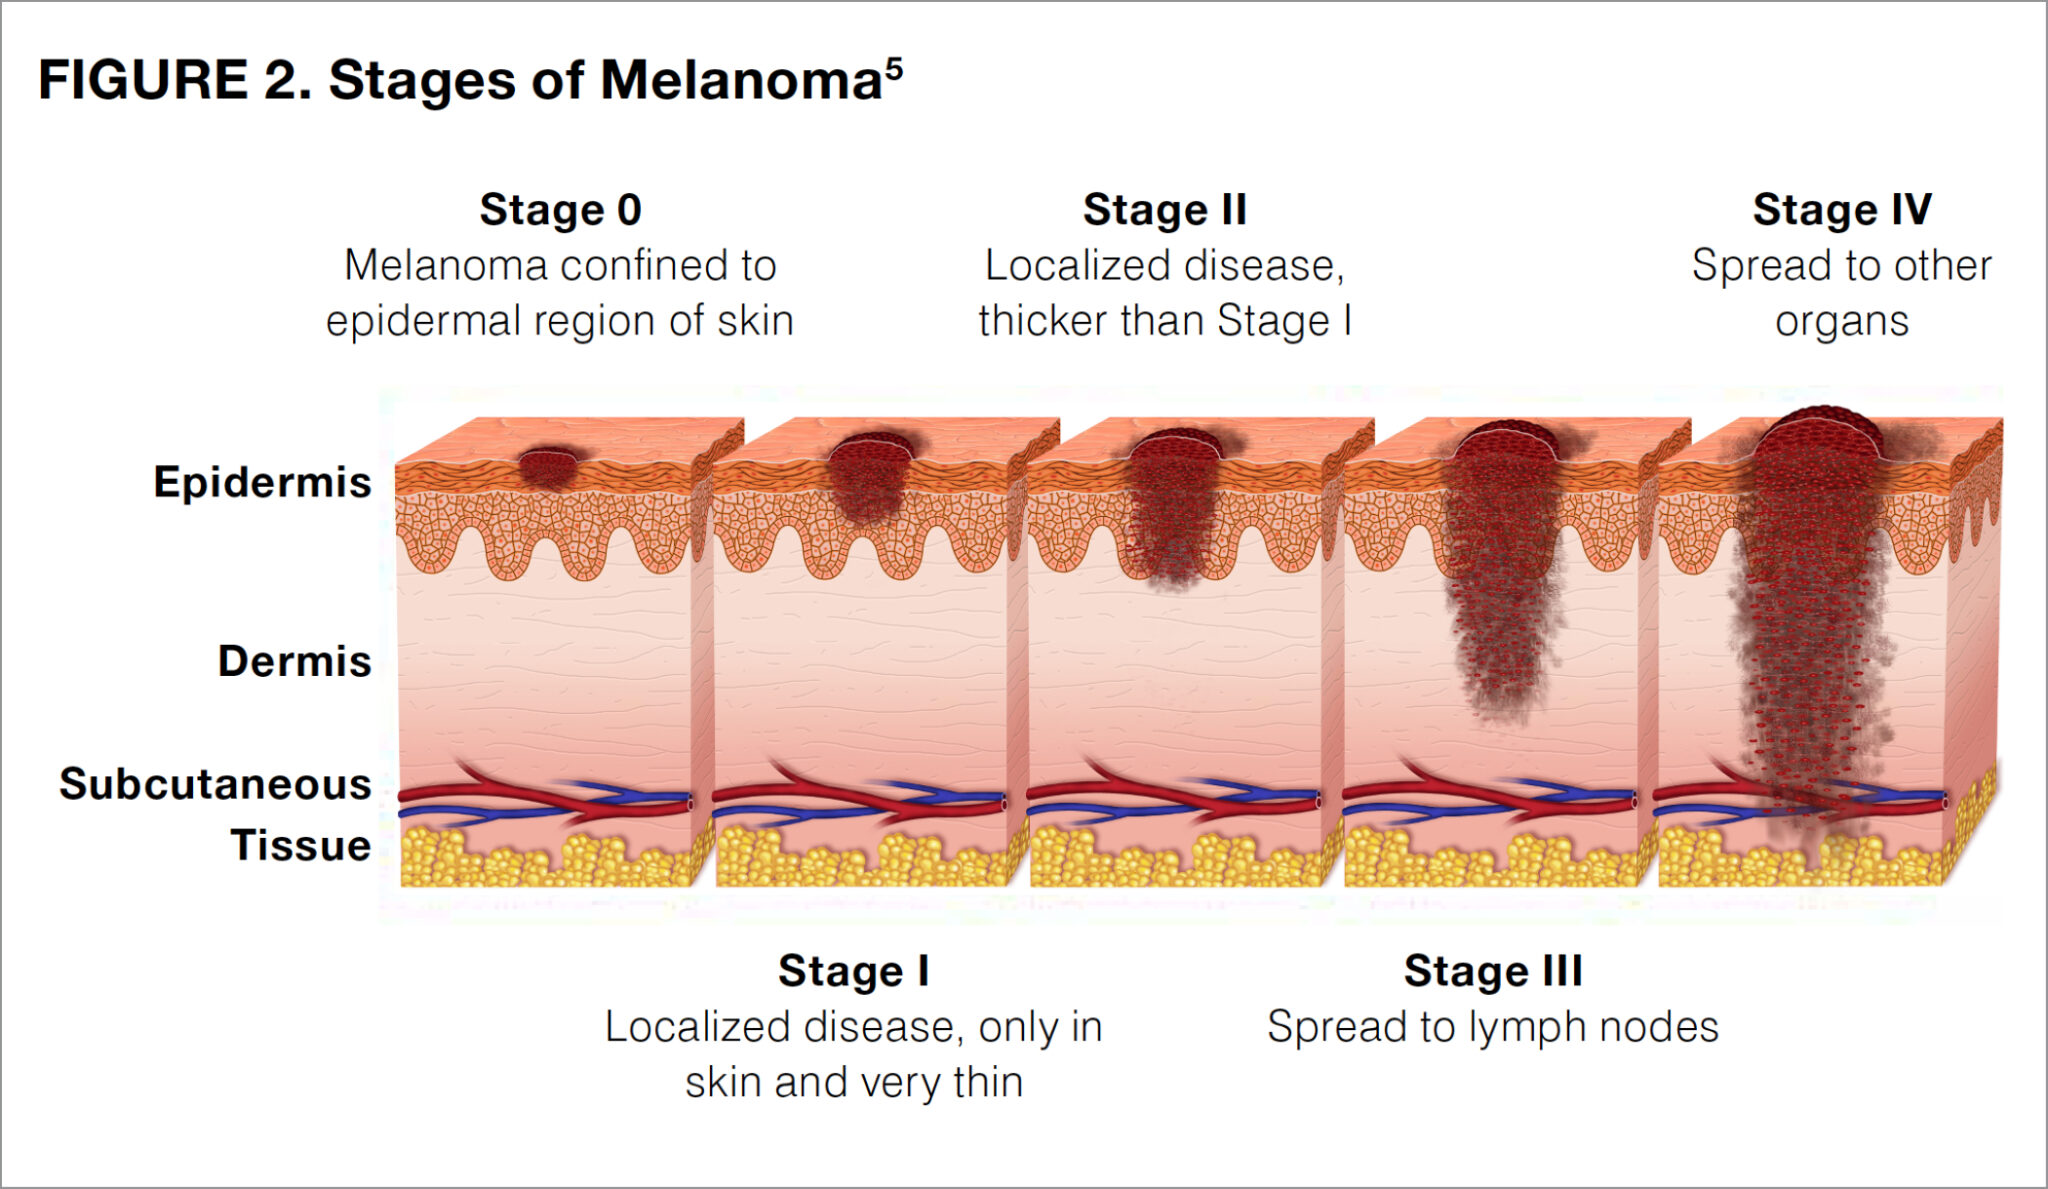 FIGURE 2. Stages of Melanoma⁵
Stage 0
Melanoma confined to
epidermal region of skin
Stage II
Localized disease,
thicker than Stage I
Stage IV
Spread to other
organs
Epidermis
Dermis
Subcutaneous
Tissue
Stage I
Localized disease, only in
skin and very thin
Stage III
Spread to lymph nodes